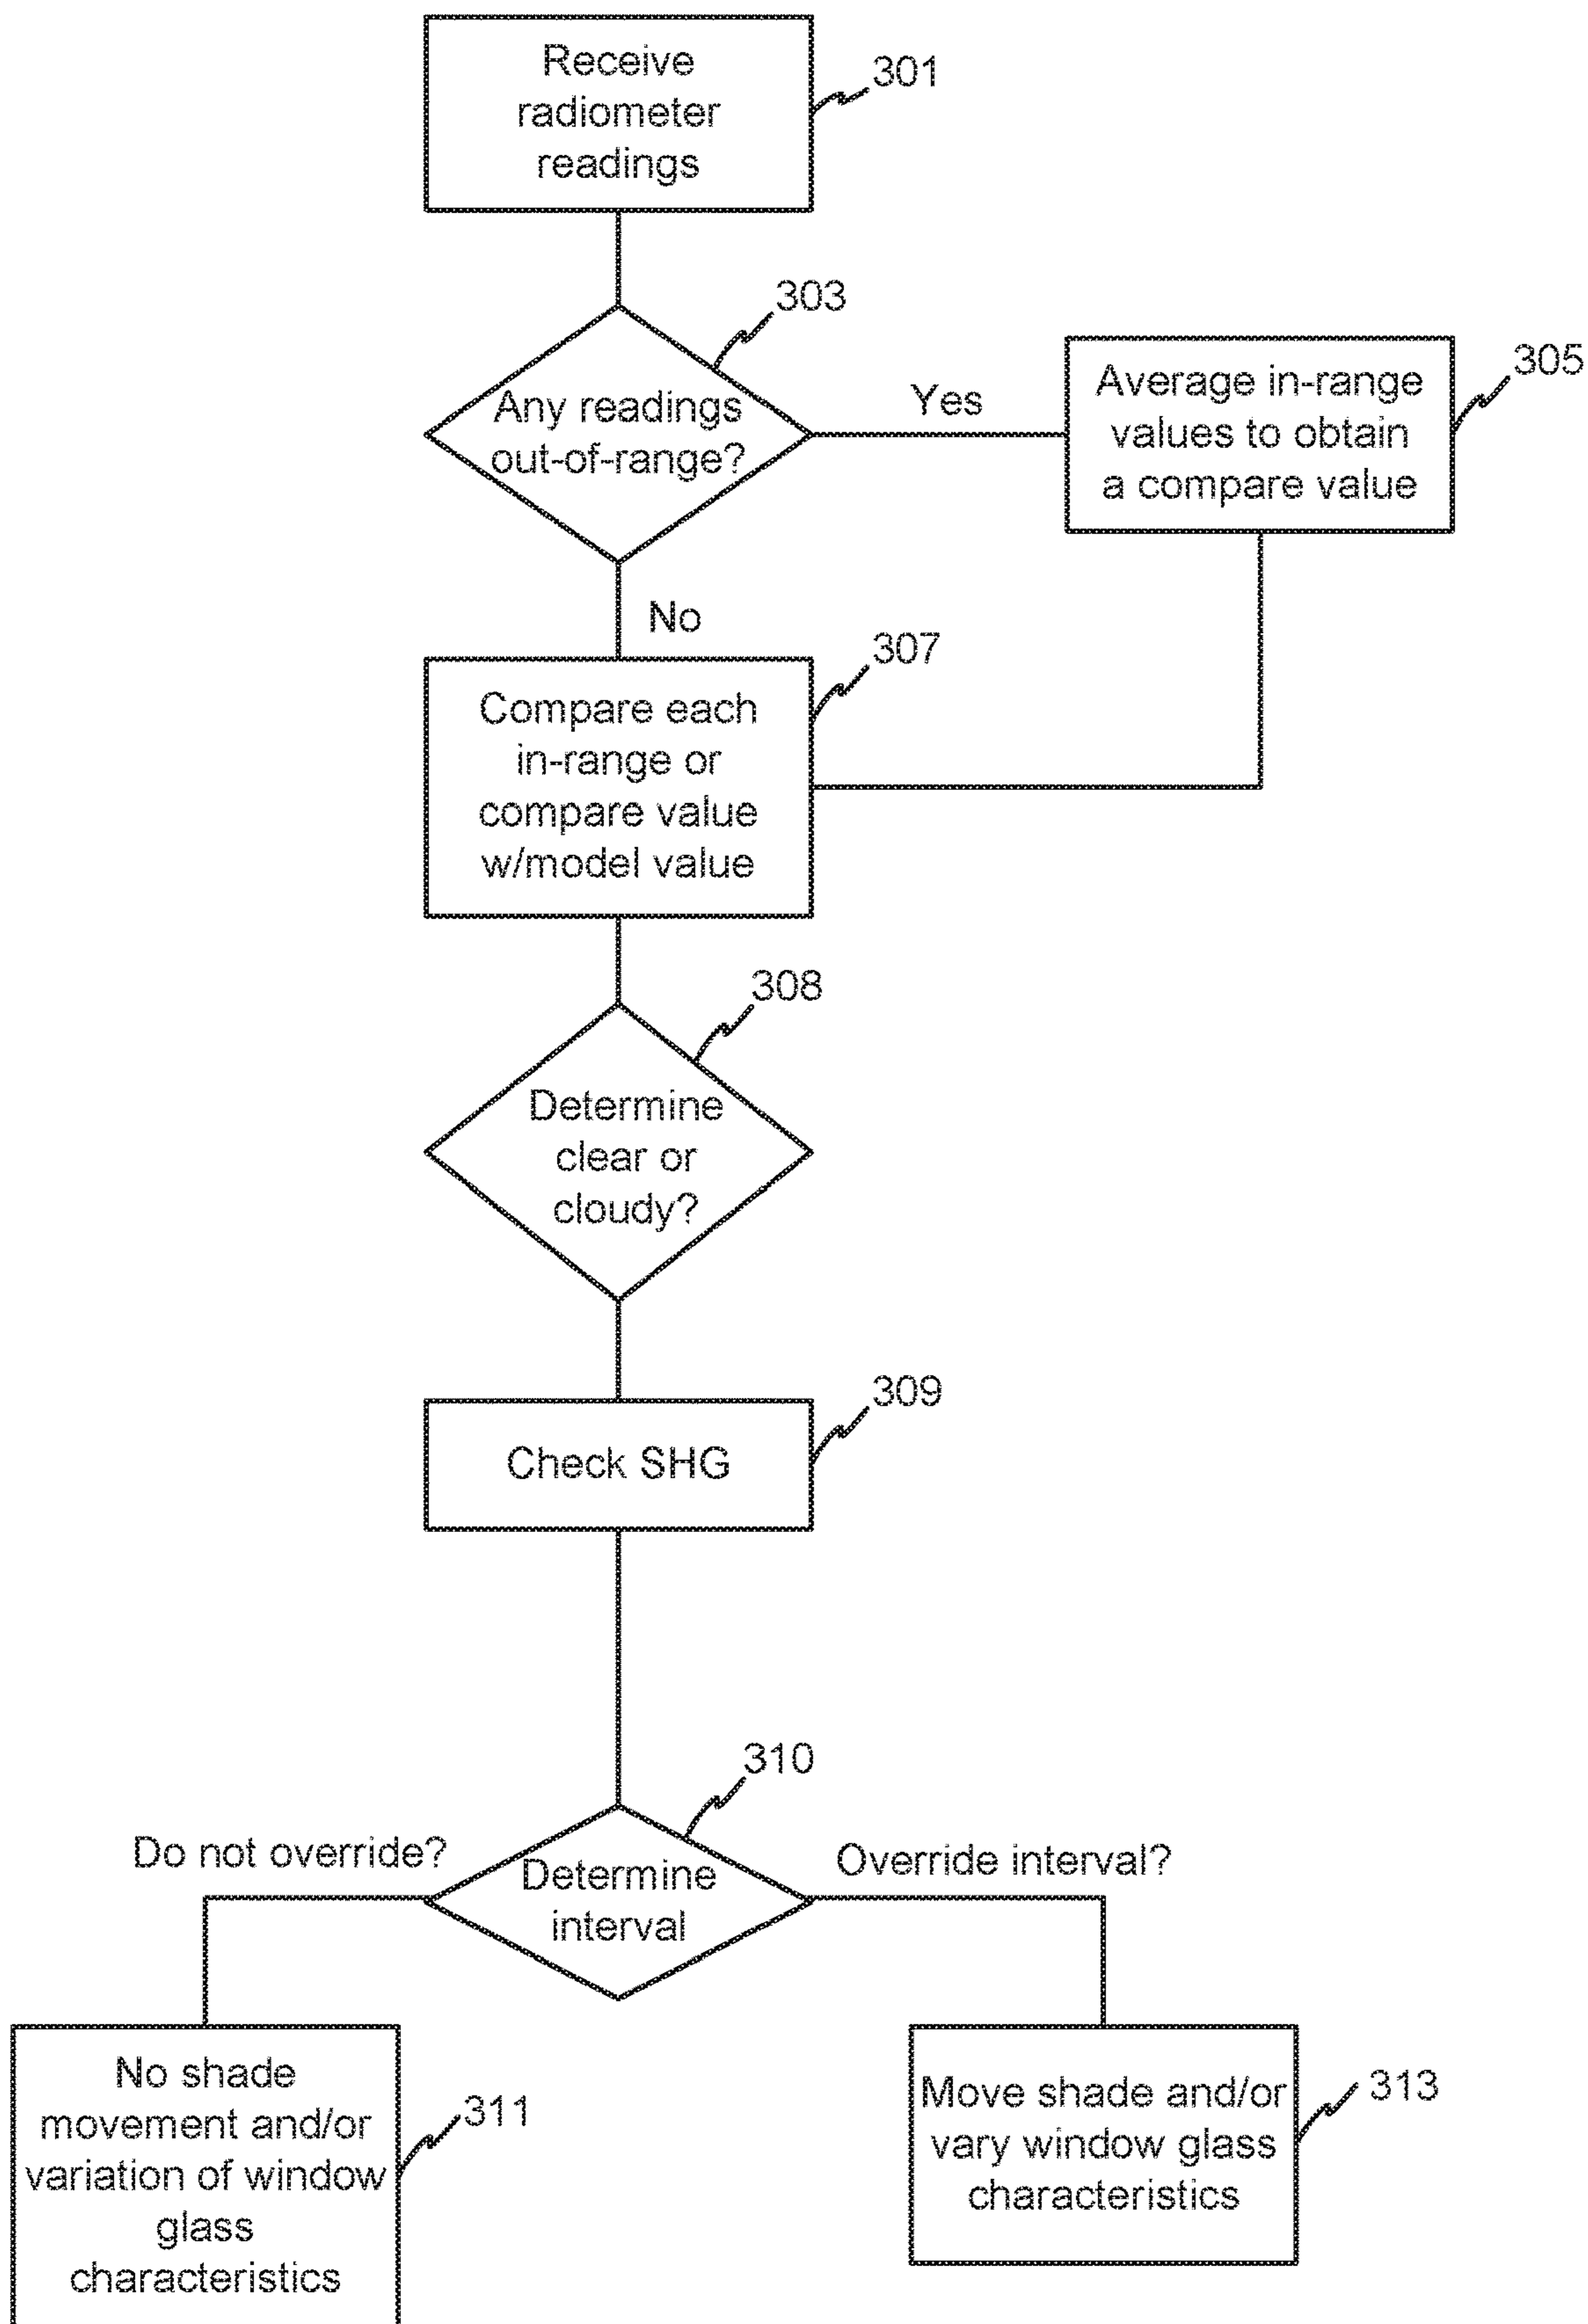 Receive
radiometer
readings
301
303
Any readings
out-of-range?
Yes
Average in-range
values to obtain
a compare value
305
No
307
Compare each
in-range or
compare value
w/model value
308
Determine
clear or
cloudy?
309
Check SHG
310
Do not override?
Determine
interval
Override interval?
No shade
movement and/or
variation of window
glass
characteristics
311
Move shade and/or
vary window glass
characteristics
313